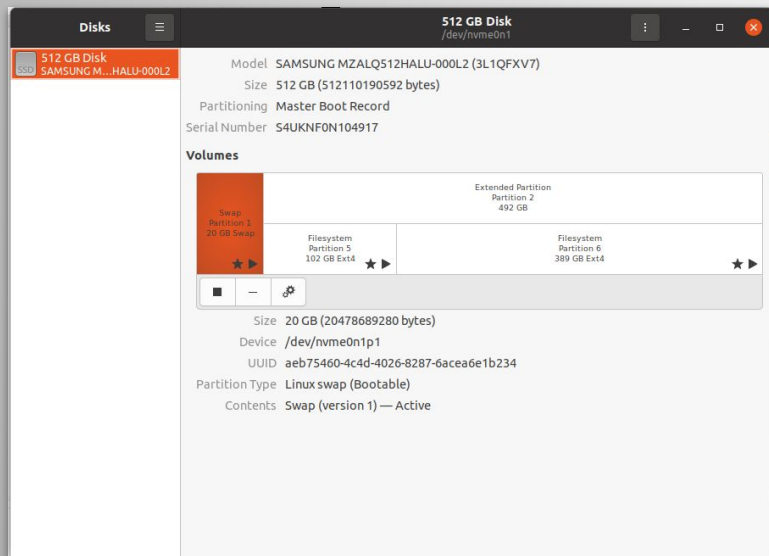 Disks
512 GB Disk
/dev/nvme0n1
512 GB Disk
SSD
SAMSUNG M...HALU-000L2
Model SAMSUNG MZALQ512HALU-000L2 (3L1QFXV7)
Size 512 GB (512110190592 bytes)
Partitioning Master Boot Record
Serial Number S4UKNF0N104917
Volumes
Swap
Partition 1
20 GB Swap
Extended Partition
Partition 2
492 GB
Filesystem
Partition 5
102 GB Ext4
Filesystem
Partition 6
389 GB Ext4
Size 20 GB (20478689280 bytes)
Device /dev/nvme0n1p1
UUID aeb75460-4c4d-4026-8287-6acea6e1b234
Partition Type Linux swap (Bootable)
Contents Swap (version 1) — Active